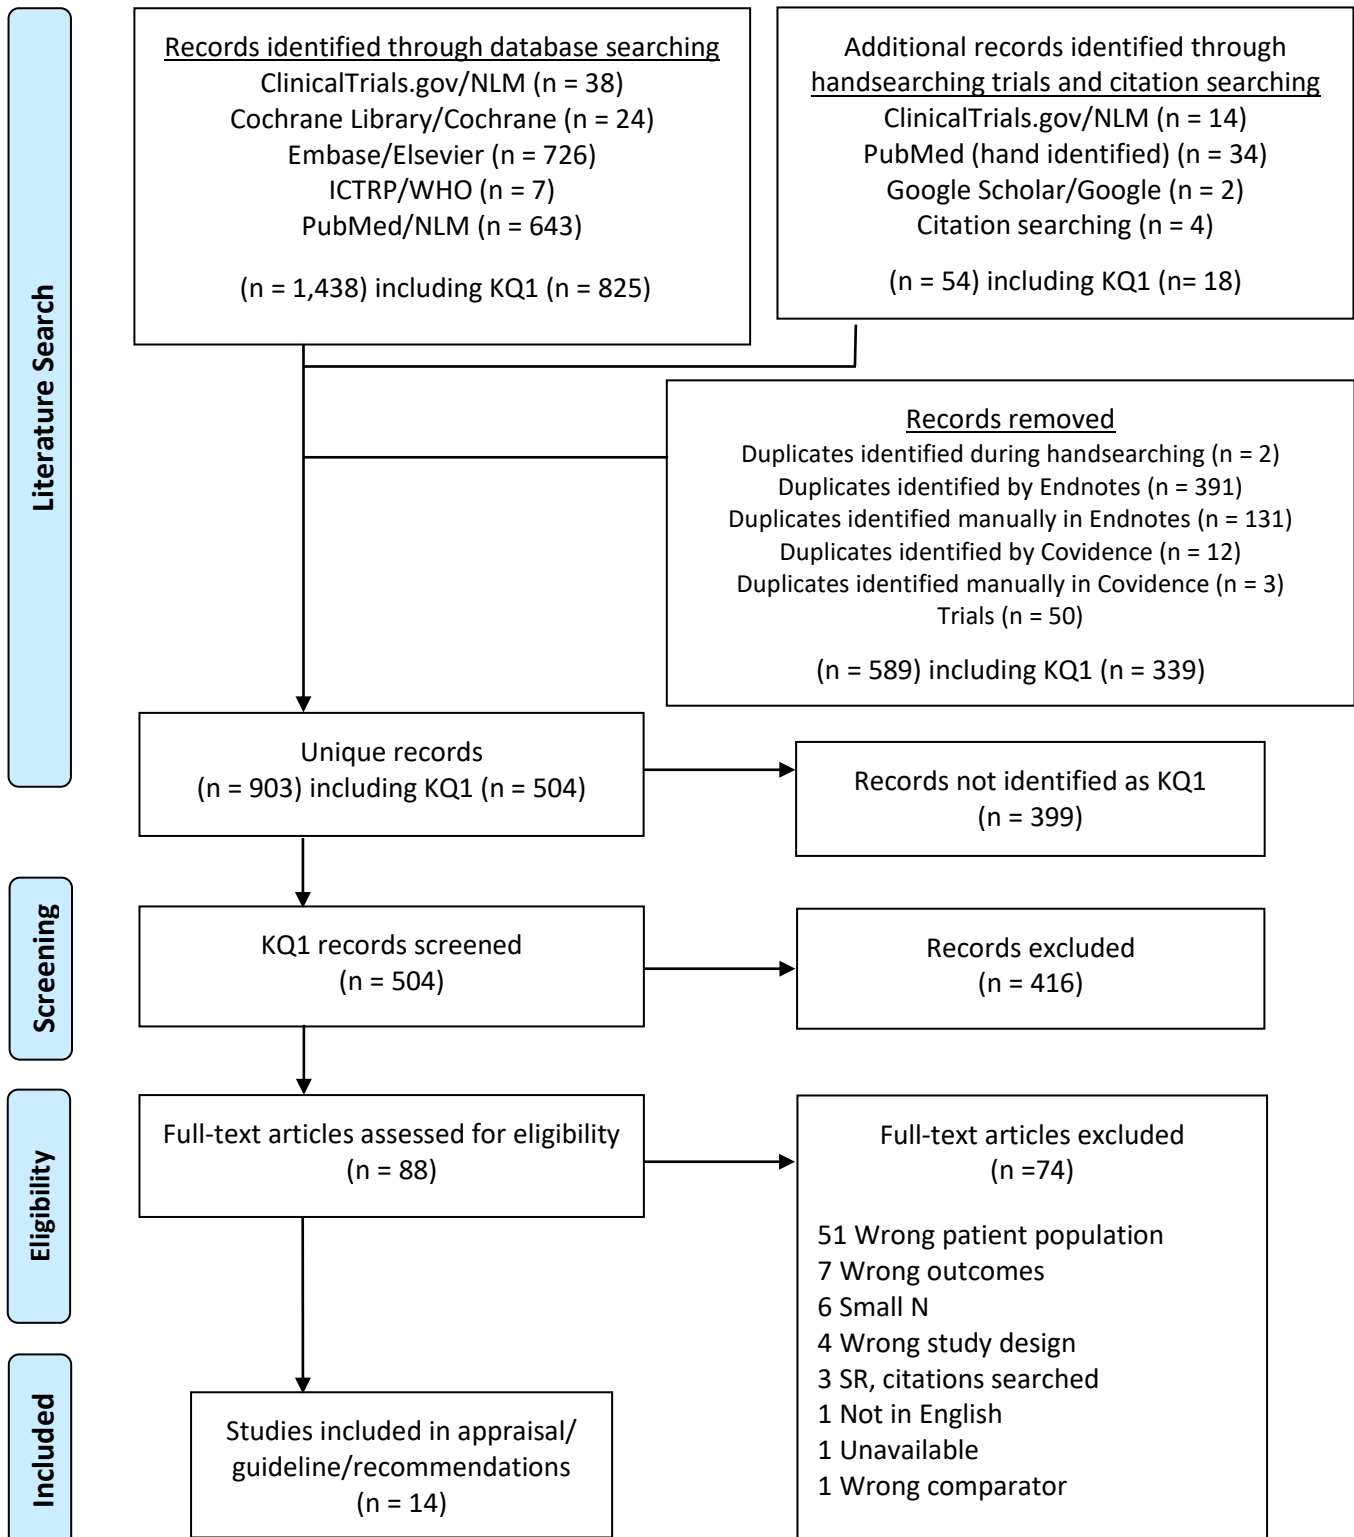 Literature Search
Records identified through database searching
ClinicalTrials.gov/NLM (n = 38)
Cochrane Library/Cochrane (n = 24)
Embase/Elsevier (n = 726)
ICTRP/WHO (n = 7)
PubMed/NLM (n = 643)
(n = 1,438) including KQ1 (n = 825)
Additional records identified through
handsearching trials and citation searching
ClinicalTrials.gov/NLM (n = 14)
PubMed (hand identified) (n = 34)
Google Scholar/Google (n = 2)
Citation searching (n = 4)
(n = 54) including KQ1 (n= 18)
Records removed
Duplicates identified during handsearching (n = 2)
Duplicates identified by Endnotes (n = 391)
Duplicates identified manually in Endnotes (n = 131)
Duplicates identified by Covidence (n = 12)
Duplicates identified manually in Covidence (n = 3)
Trials (n = 50)
(n = 589) including KQ1 (n = 339)
Unique records
(n = 903) including KQ1 (n = 504)
Records not identified as KQ1
(n = 399)
Screening
KQ1 records screened
(n = 504)
Records excluded
(n = 416)
Eligibility
Full-text articles assessed for eligibility
(n = 88)
Full-text articles excluded
(n =74)
51 Wrong patient population
7 Wrong outcomes
6 Small N
4 Wrong study design
3 SR, citations searched
1 Not in English
1 Unavailable
1 Wrong comparator
Included
Studies included in appraisal/
guideline/recommendations
(n = 14)